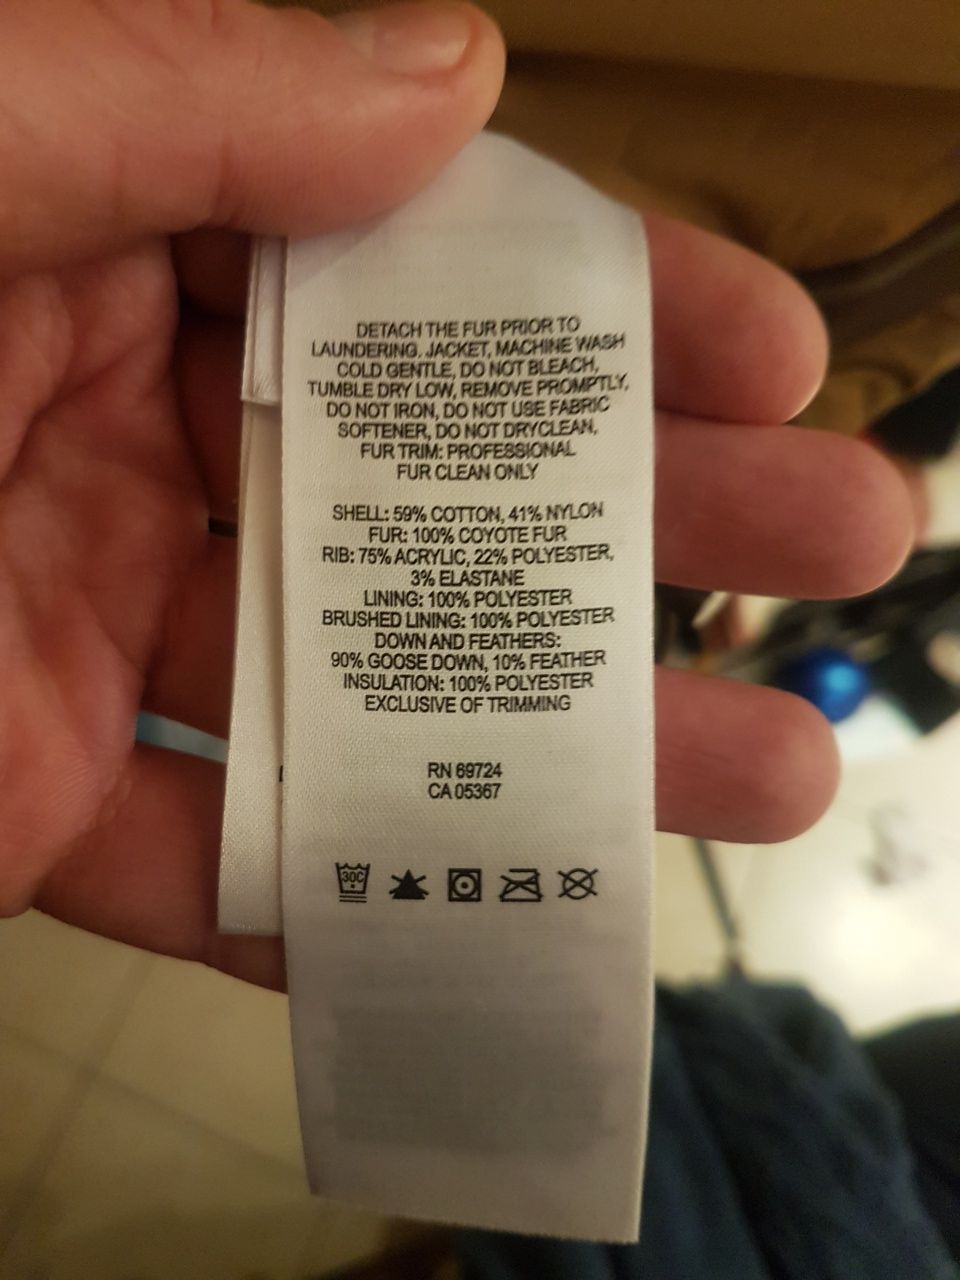 DETACH THE FUR PRIOR TO
LAUNDERING. JACKET, MACHINE WASH
COLD GENTLE, DO NOT BLEACH,
TUMBLE DRY LOW, REMOVE PROMPTLY,
DO NOT IRON, DO NOT USE FABRIC
SOFTENER, DO NOT DRYCLEAN,
FUR TRIM: PROFESSIONAL
FUR CLEAN ONLY
SHELL: 59% COTTON, 41% NYLON
FUR: 100% COYOTE FUR
RIB: 75% ACRYLIC, 22% POLYESTER,
3% ELASTANE
LINING: 100% POLYESTER
BRUSHED LINING: 100% POLYESTER
DOWN AND FEATHERS:
90% GOOSE DOWN, 10% FEATHER
INSULATION: 100% POLYESTER
EXCLUSIVE OF TRIMMING
RN 69724
CA 05367
30C